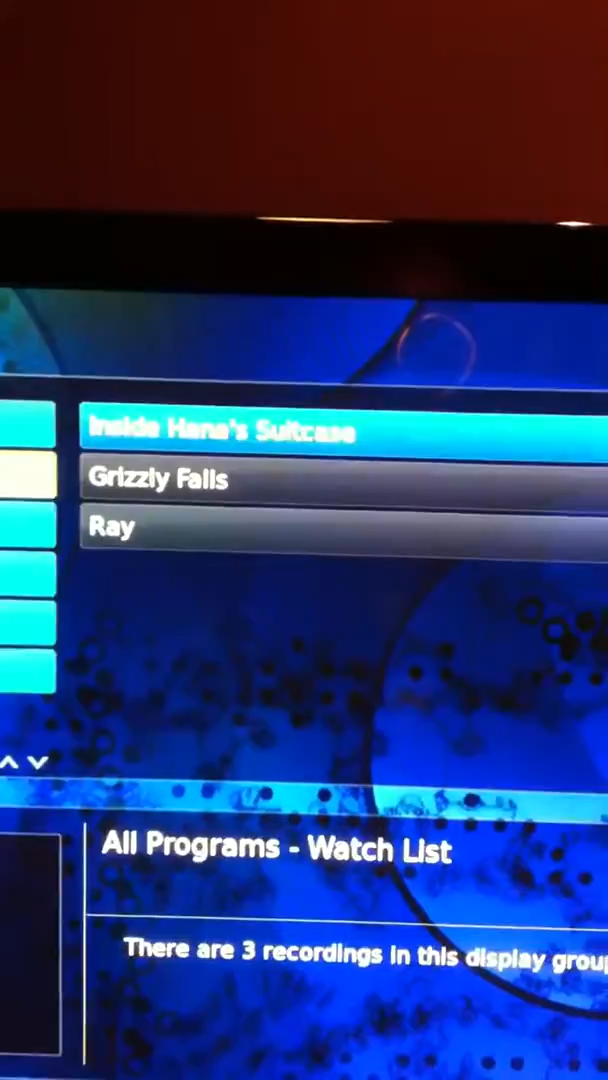 Inside Hana's Suitcase
Grizzly Falls
Ray
All Programs - Watch List
There are 3 recordings in this display group